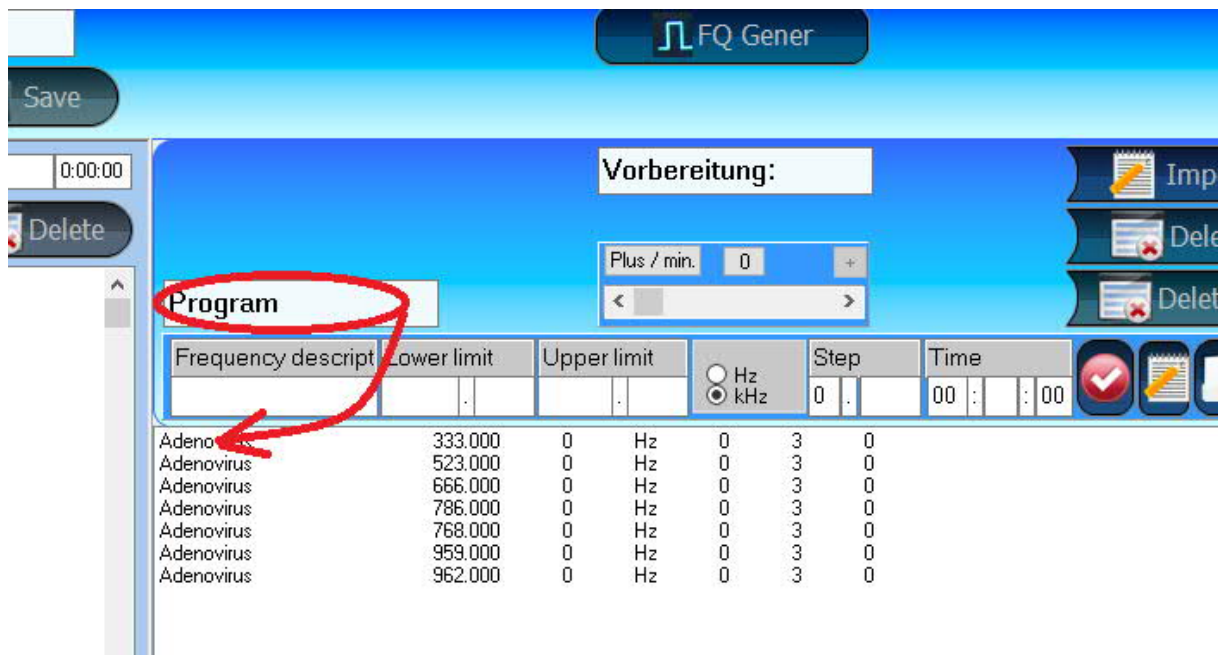 FQ Gener
Save
0:00:00
Vorbereitung:
Imp
Delete
Dele
Plus / min. 0 +
< >
Program
Delet
Frequency descript Lower limit Upper limit Step Time
Hz
. . kHz 0 . 00 : : 00
Adenovirus 333.000 0 Hz 0 3 0
Adenovirus 523.000 0 Hz 0 3 0
Adenovirus 666.000 0 Hz 0 3 0
Adenovirus 786.000 0 Hz 0 3 0
Adenovirus 768.000 0 Hz 0 3 0
Adenovirus 959.000 0 Hz 0 3 0
Adenovirus 962.000 0 Hz 0 3 0